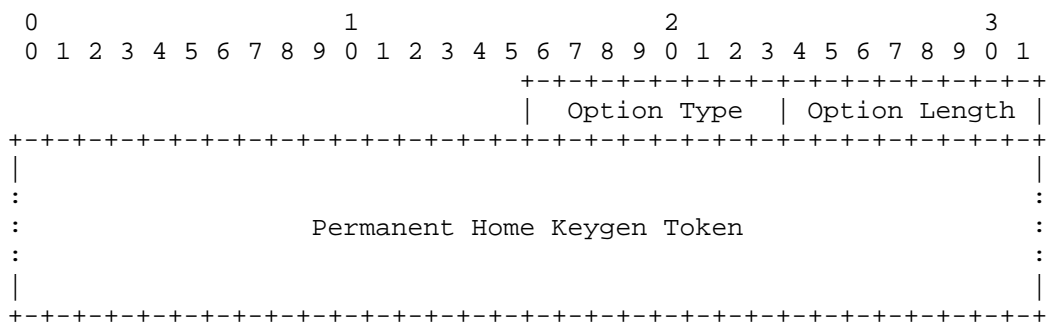 0                   1                   2                   3
 0 1 2 3 4 5 6 7 8 9 0 1 2 3 4 5 6 7 8 9 0 1 2 3 4 5 6 7 8 9 0 1
                                +-+-+-+-+-+-+-+-+-+-+-+-+-+-+-+-+
                                |  Option Type  | Option Length |
+-+-+-+-+-+-+-+-+-+-+-+-+-+-+-+-+-+-+-+-+-+-+-+-+-+-+-+-+-+-+-+-+
|                                                               |
:                                                               :
:                  Permanent Home Keygen Token                  :
:                                                               :
|                                                               |
+-+-+-+-+-+-+-+-+-+-+-+-+-+-+-+-+-+-+-+-+-+-+-+-+-+-+-+-+-+-+-+-+